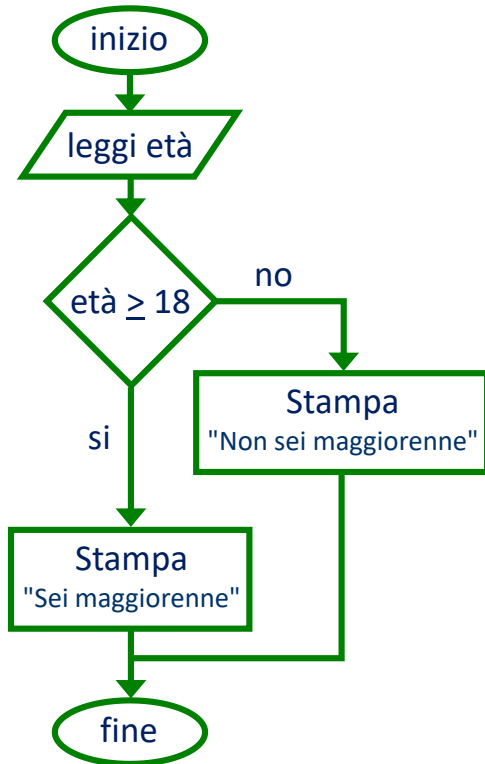 inizio
leggi età
età ≥ 18
no
Stampa
"Non sei maggiorenne"
si
Stampa
"Sei maggiorenne"
fine